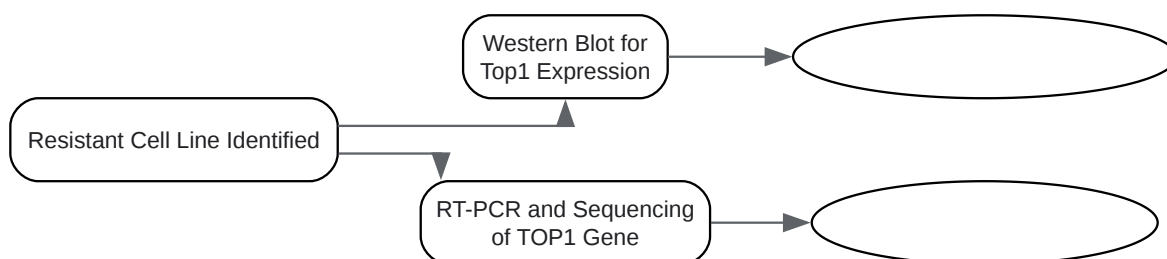 Western Blot for
Top1 Expression
Resistant Cell Line Identified
RT-PCR and Sequencing
of TOP1 Gene